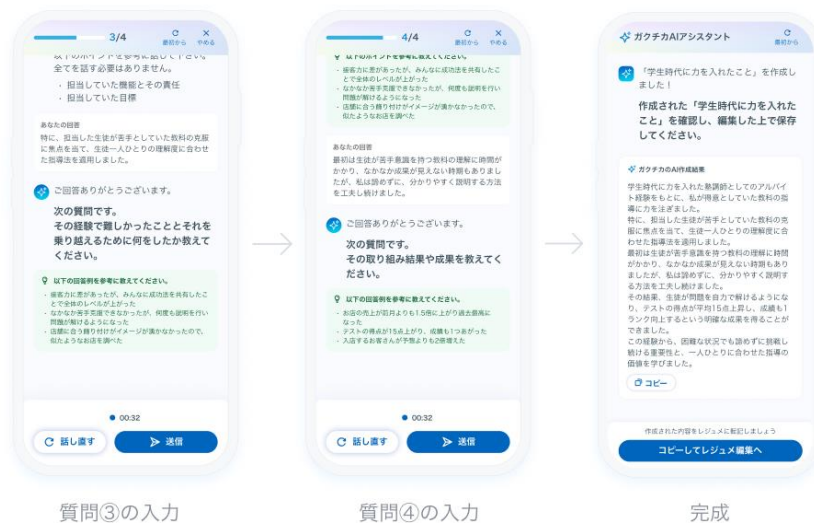 3/4
最初から
やめる
以下のポイントを参考に話して下さい。
全てを話す必要はありません。
・ 担当していた機能とその責任
・ 担当していた目標
あなたの回答
特に、担当した生徒が苦手としていた教科の克服
に焦点を当て、生徒一人ひとりの理解度に合わせ
た指導法を適用しました。
ご回答ありがとうございます。
次の質問です。
その経験で難しかったこととそれを
乗り越えるために何をしたか教えて
ください。
以下の回答例を参考に教えてください。
・ 接客力に差があったが、みんなに成功法を共有したこ
とで全体のレベルが上がった
・ なかなか苦手克服できなかったが、何度も説明を行い
問題が解けるようになった
・ 店舗に合う飾り付けがイメージが湧かなかったので、
似たようなお店を調べた
00:32
話し直す
送信
質問③の入力
4/4
最初から
やめる
以下のポイントを参考に教えてください。
・ 接客力に差があったが、みんなに成功法を共有したこ
とで全体のレベルが上がった
・ なかなか苦手克服できなかったが、何度も説明を行い
問題が解けるようになった
・ 店舗に合う飾り付けがイメージが湧かなかったので、
似たようなお店を調べた
あなたの回答
最初は生徒が苦手意識を持つ教科の理解に時間が
かかり、なかなか成果が見えない時期もありまし
たが、私は諦めずに、分かりやすく説明する方法
を工夫し続けました。
ご回答ありがとうございます。
次の質問です。
その取り組み結果や成果を教えてく
ださい。
以下の回答例を参考に教えてください。
・ お店の売上が前月よりも1.5倍に上がり過去最高に
なった
・ テストの得点が15点上がり、成績も1つあがった
・ 入店するお客さんが予想よりも2倍増えた
00:32
話し直す
送信
質問④の入力
ガクチカAIアシスタント
最初から
「学生時代に力を入れたこと」を作成し
ました！
作成された「学生時代に力を入れた
こと」を確認し、編集した上で保存
してください。
ガクチカのAI作成結果
学生時代に力を入れた塾講師としてのアルバイ
ト経験をもとに、私が得意としていた教科の指
導に力を注ぎました。
特に、担当した生徒が苦手としていた教科の克
服に焦点を当て、生徒一人ひとりの理解度に合
わせた指導法を適用しました。
最初は生徒が苦手意識を持つ教科の理解に時間
がかかり、なかなか成果が見えない時期もあり
ましたが、私は諦めずに、分かりやすく説明す
る方法を工夫し続けました。
その結果、生徒が問題を自力で解けるようにな
り、テストの得点が平均15点上昇し、成績も1
ランク向上するという明確な成果を得ることが
できました。
この経験から、困難な状況でも諦めずに挑戦し
続ける重要性と、一人ひとりに合わせた指導の
価値を学びました。
コピー
作成された内容をレジュメに転記しましょう
コピーしてレジュメ編集へ
完成